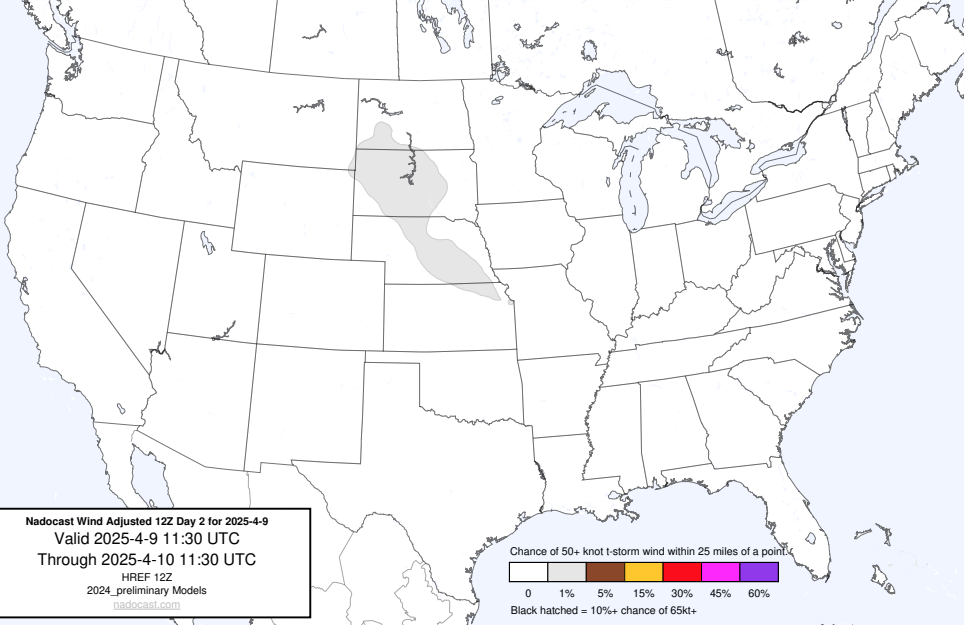 Nadocast Wind Adjusted 12Z Day 2 for 2025-4-9
Valid 2025-4-9 11:30 UTC
Through 2025-4-10 11:30 UTC
HREF 12Z
2024_preliminary Models
nadocast.com
Chance of 50+ knot t-storm wind within 25 miles of a point.
0 1% 5% 15% 30% 45% 60%
Black hatched = 10%+ chance of 65kt+